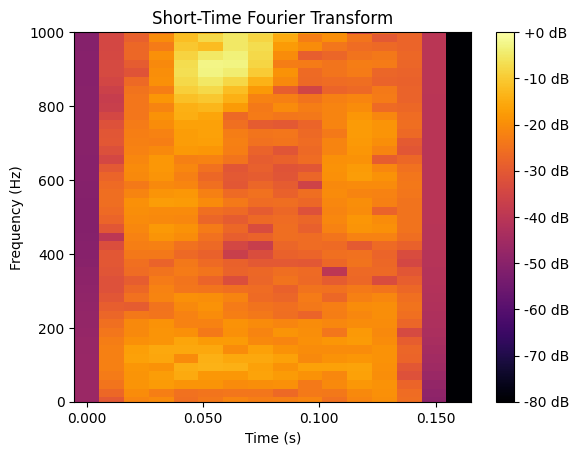 Short-Time Fourier Transform
Frequency (Hz)
1000
800
600
400
200
0
0.000 0.050 0.100 0.150
Time (s)
+0 dB
-10 dB
-20 dB
-30 dB
-40 dB
-50 dB
-60 dB
-70 dB
-80 dB